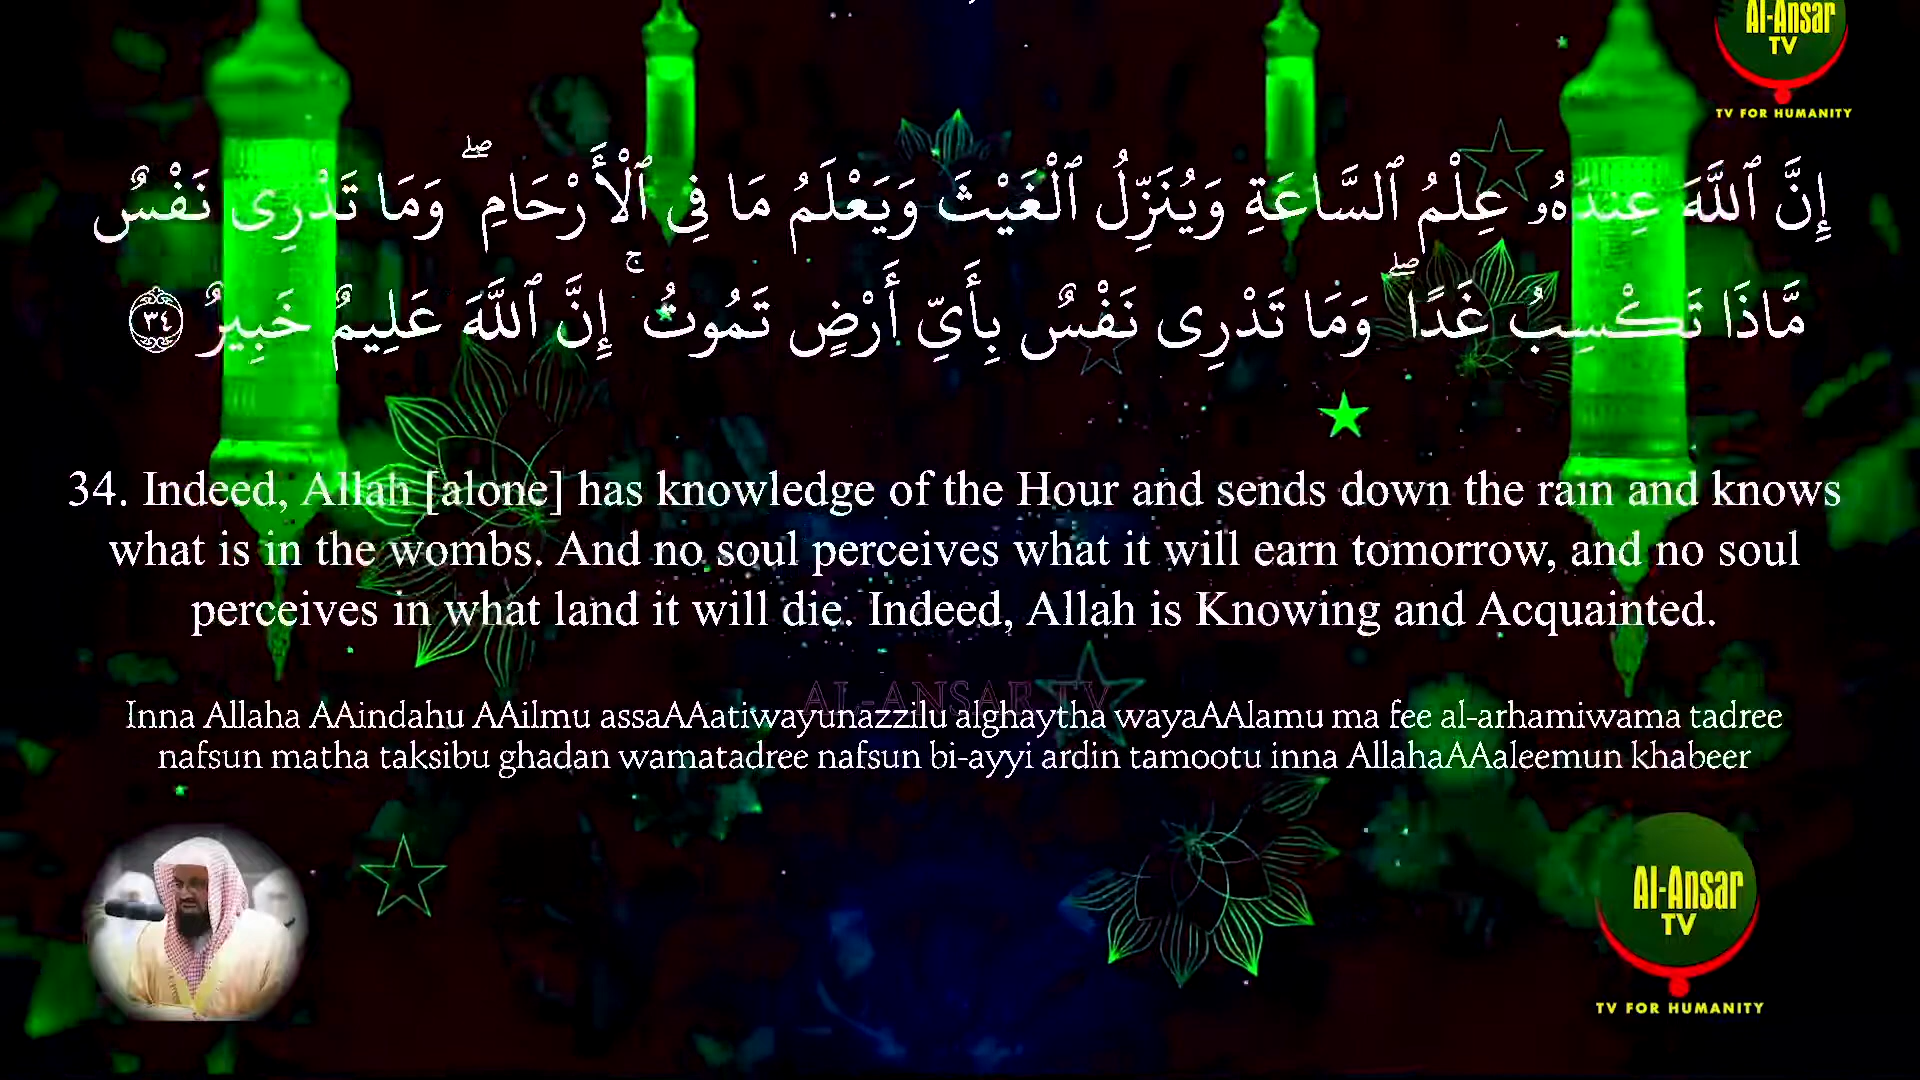 Al-Ansar
TV
TV FOR HUMANITY
إِنَّ ٱللَّهَ عِندَهُۥ عِلْمُ ٱلسَّاعَةِ وَيُنَزِّلُ ٱلْغَيْثَ وَيَعْلَمُ مَا فِى ٱلْأَرْحَامِ ۖ وَمَا تَدْرِى نَفْسٌ
مَّاذَا تَكْسِبُ غَدًا ۖ وَمَا تَدْرِى نَفْسٌ بِأَىِّ أَرْضٍ تَمُوتُ ۚ إِنَّ ٱللَّهَ عَلِيمٌ خَبِيرٌ ٣٤
34. Indeed, Allah [alone] has knowledge of the Hour and sends down the rain and knows
what is in the wombs. And no soul perceives what it will earn tomorrow, and no soul
perceives in what land it will die. Indeed, Allah is Knowing and Acquainted.
AL-ANSAR TV
Inna Allaha AAindahu AAilmu assaAAatiwayunazzilu alghaytha wayaAAlamu ma fee al-arhamiwama tadree
nafsun matha taksibu ghadan wamatadree nafsun bi-ayyi ardin tamootu inna AllahaAAaleemun khabeer
Al-Ansar
TV
TV FOR HUMANITY